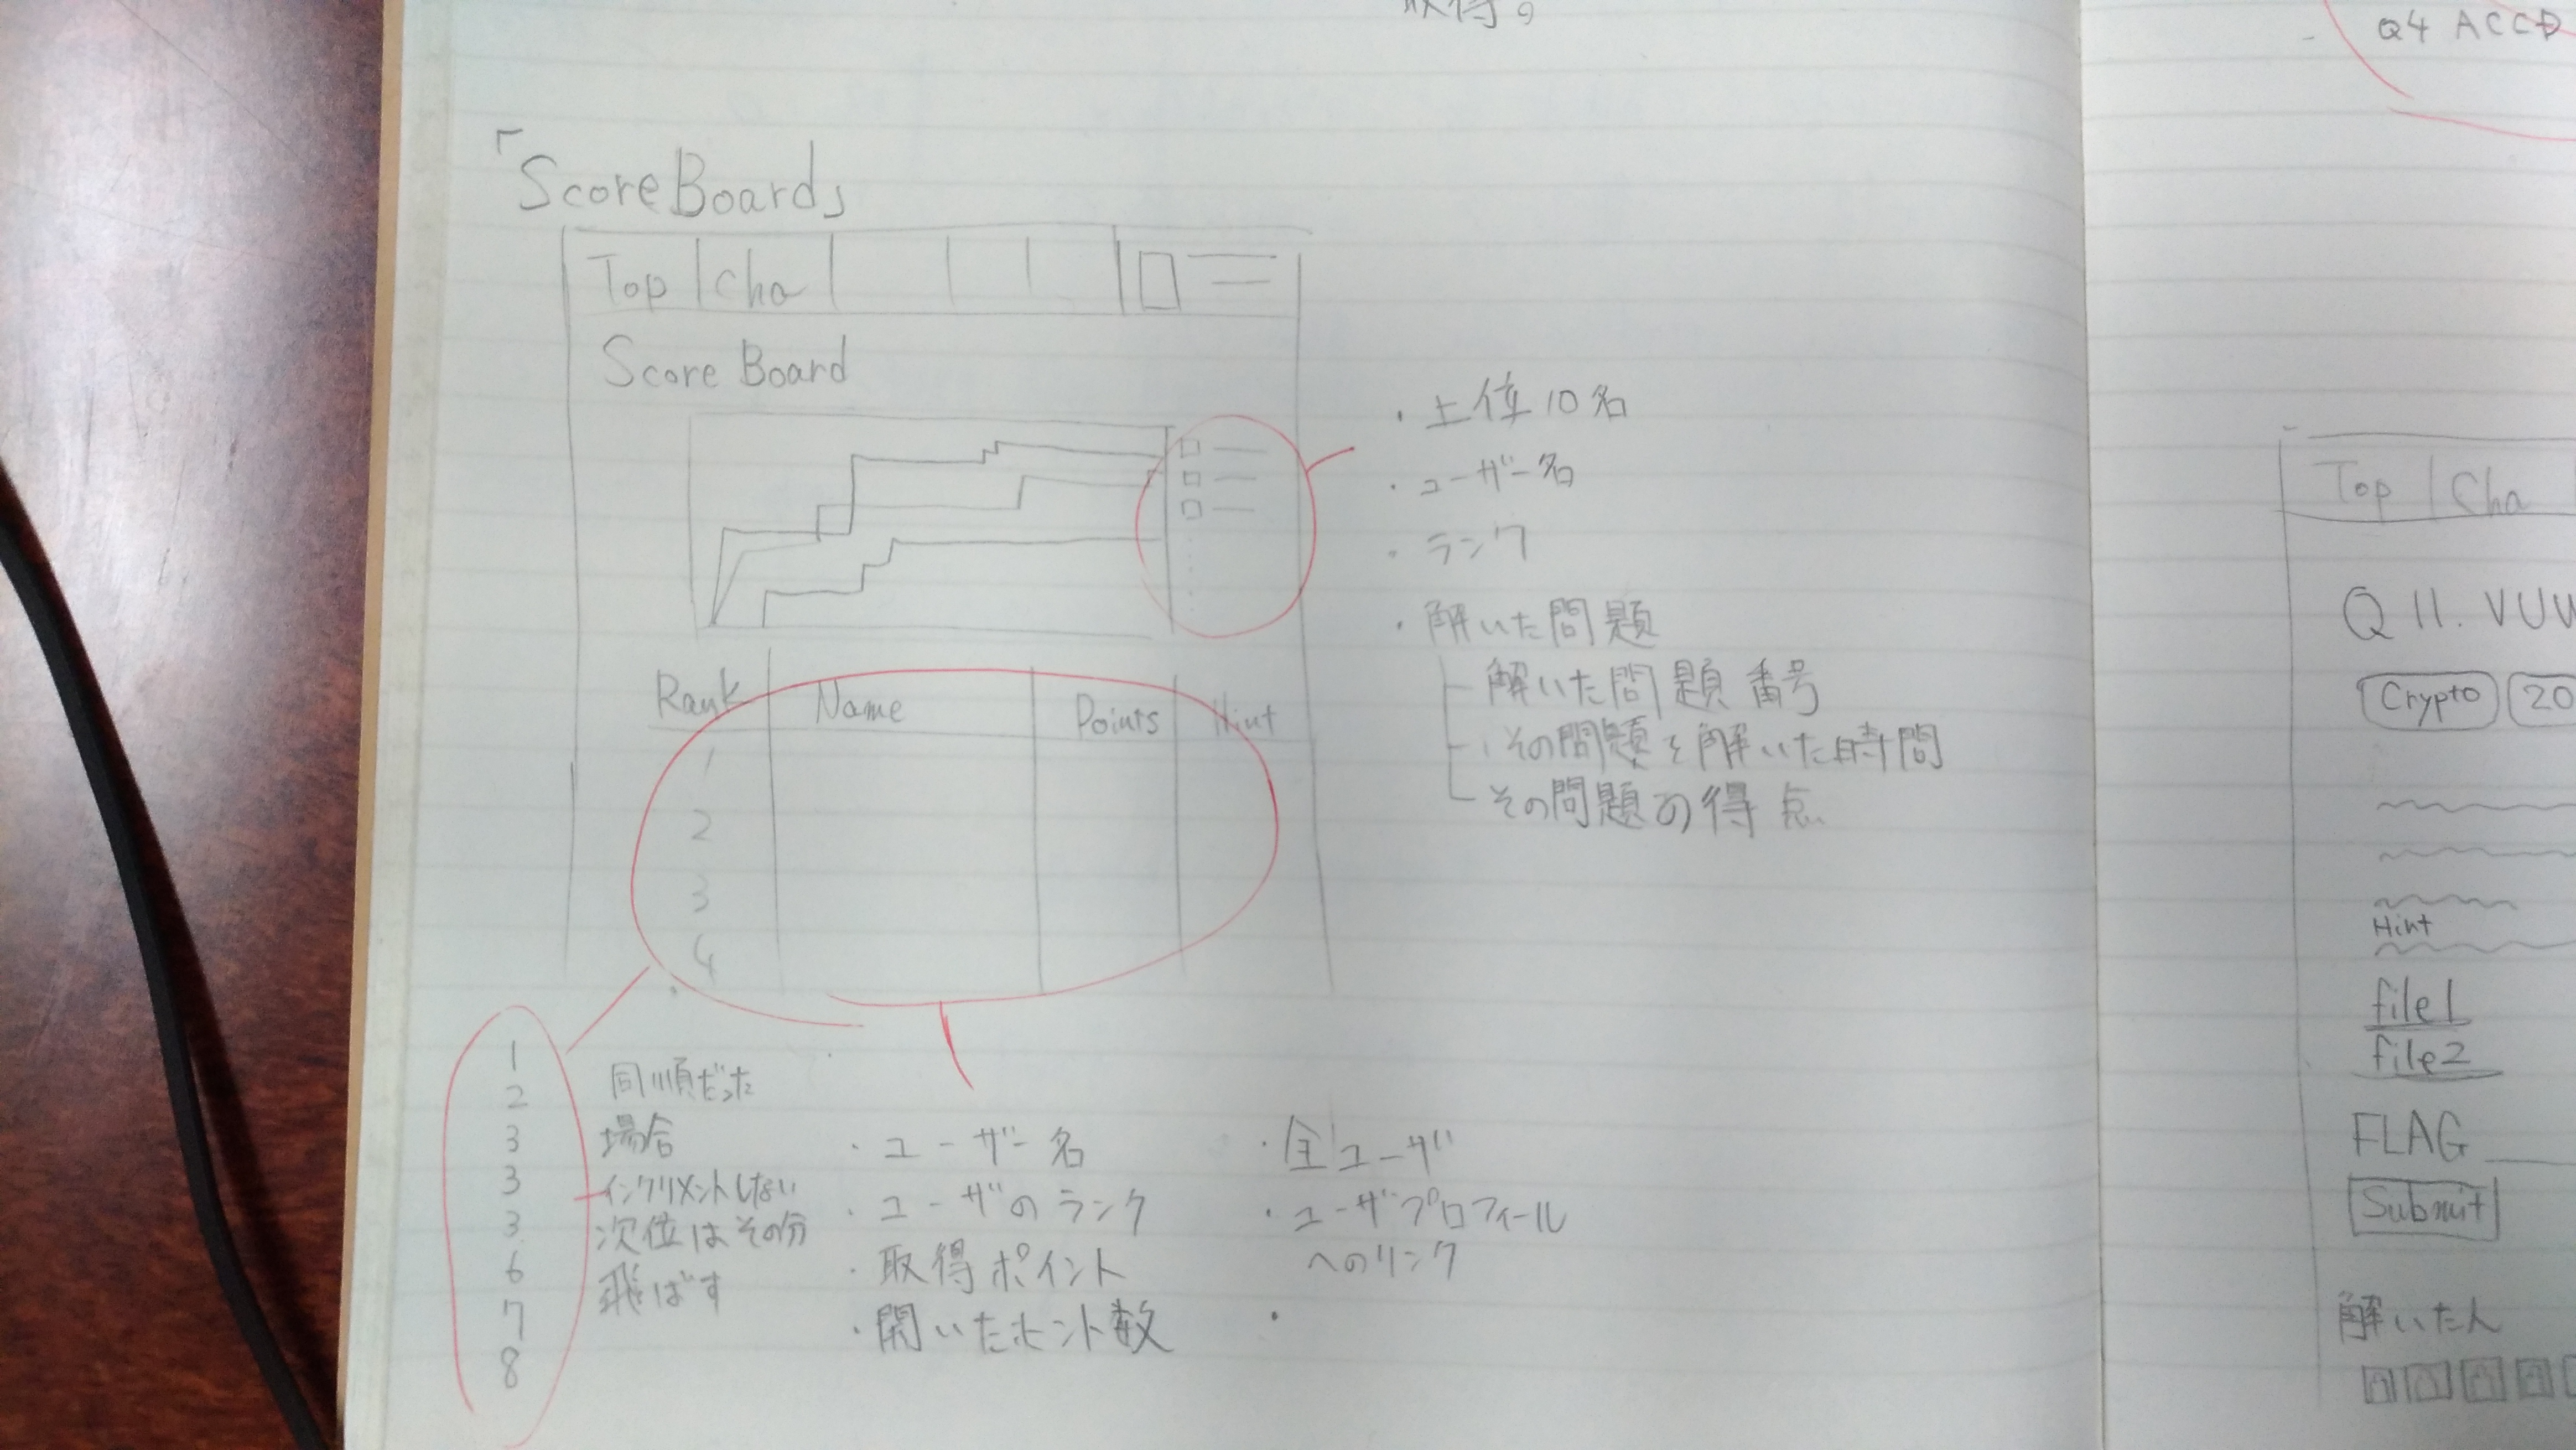 取得。
「ScoreBoard」
Top Cha
Score Board
・上位10名
・ユーザー名
・ランク
・解いた問題
解いた問題番号
その問題を解いた時間
その問題の得点
Rank Name Points Hint
1
2
3
4
1
2
3
3
3
6
7
8
同順だった
場合
インクリメントしない
次位はその分
飛ばす
・ユーザー名
・ユーザのランク
・取得ポイント
・開いたヒント数
・全ユーザ
・ユーザプロフィール
へのリンク
・
Q4 ACCD
Top Cha
Q11. VUW
Crypto 20
Hint
file1
file2
FLAG
Submit
解いた人